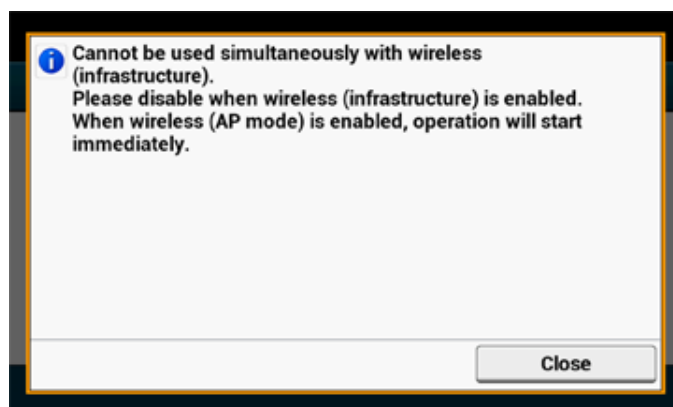 Cannot be used simultaneously with wireless
(infrastructure).
Please disable when wireless (infrastructure) is enabled.
When wireless (AP mode) is enabled, operation will start
immediately.
Close